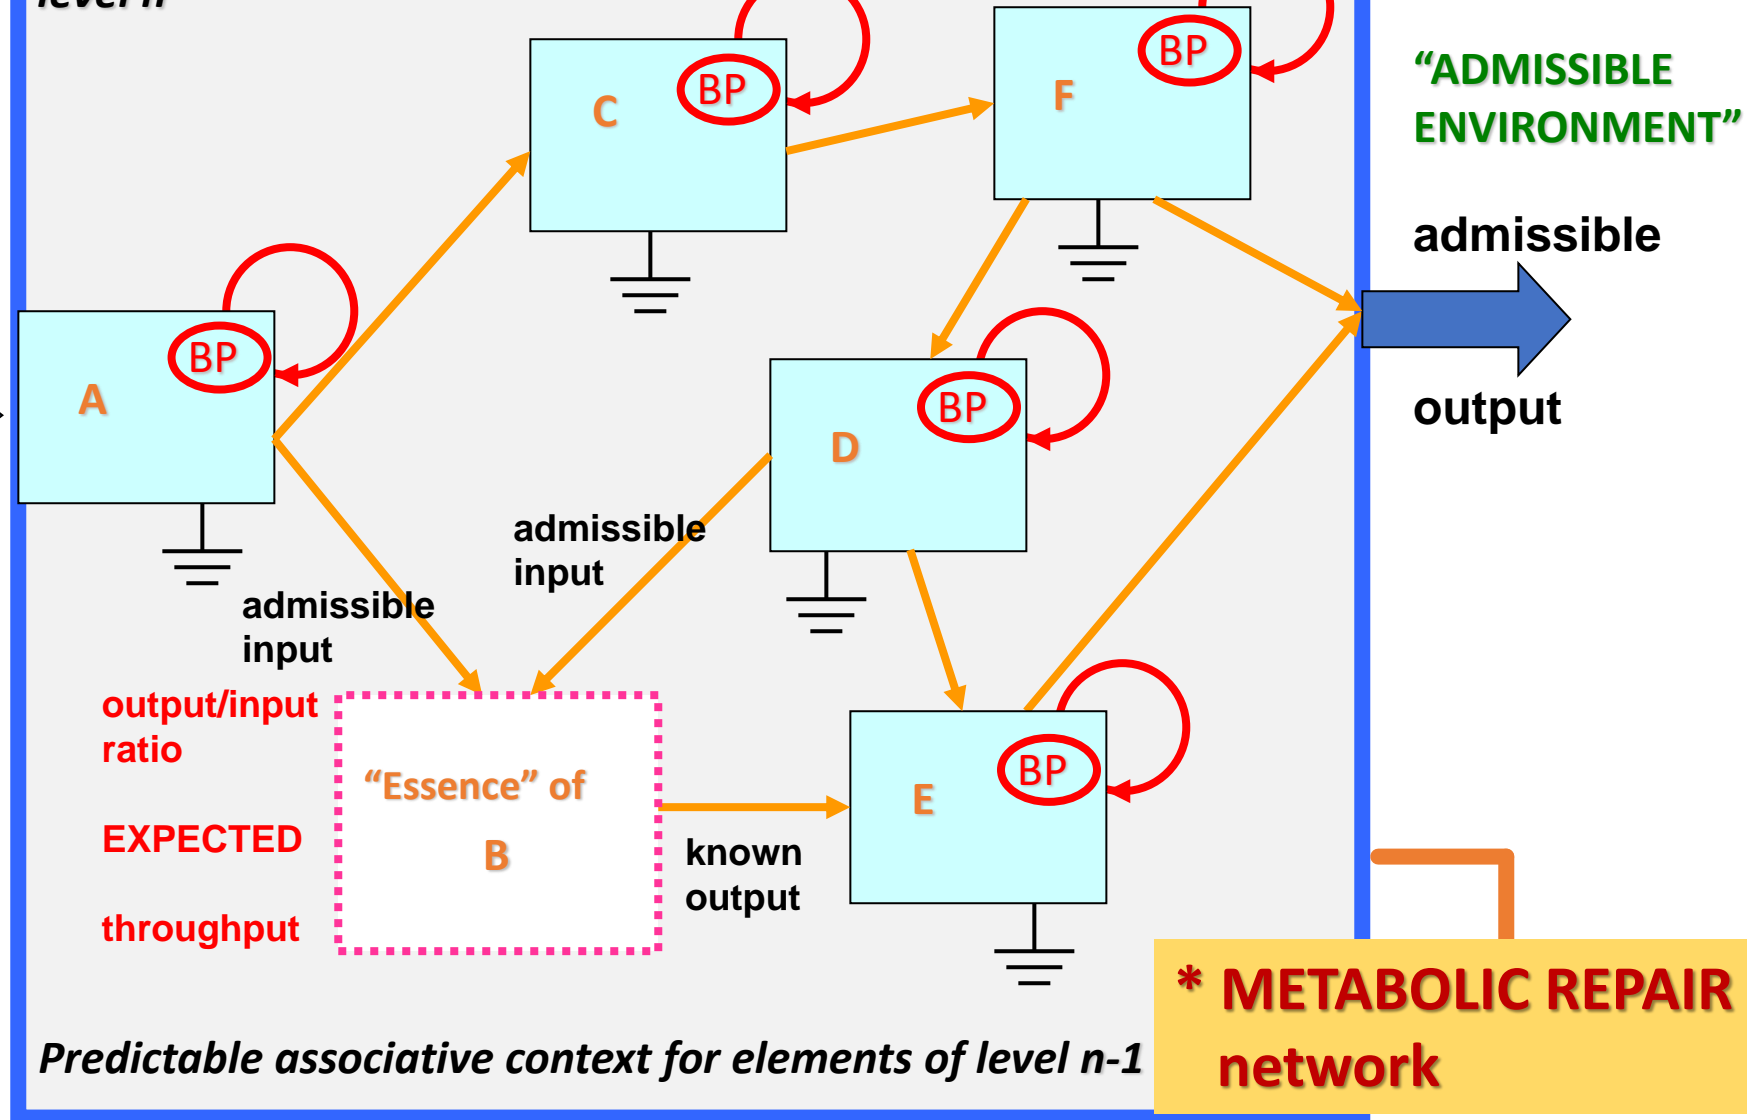 level n
BP
C
BP
F
"ADMISSIBLE
ENVIRONMENT"
admissible
output
BP
A
BP
D
admissible
input
admissible
input
output/input
ratio
EXPECTED
throughput
"Essence" of
B
known
output
BP
E
* METABOLIC REPAIR
network
Predictable associative context for elements of level n-1